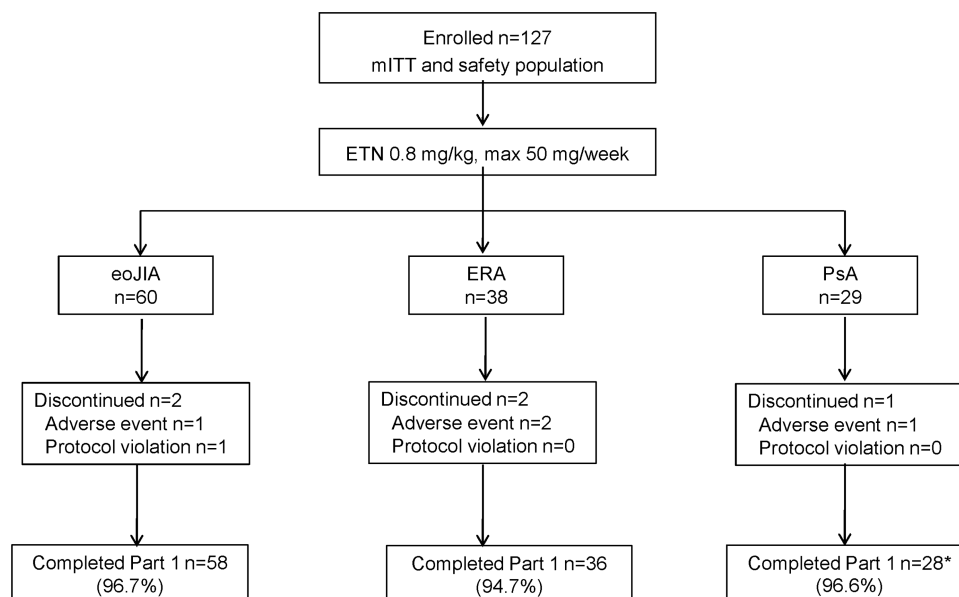 Enrolled n=127
mITT and safety population
ETN 0.8 mg/kg, max 50 mg/week
eoJIA
n=60
ERA
n=38
PsA
n=29
Discontinued n=2
Adverse event n=1
Protocol violation n=1
Discontinued n=2
Adverse event n=2
Protocol violation n=0
Discontinued n=1
Adverse event n=1
Protocol violation n=0
Completed Part 1 n=58
(96.7%)
Completed Part 1 n=36
(94.7%)
Completed Part 1 n=28*
(96.6%)